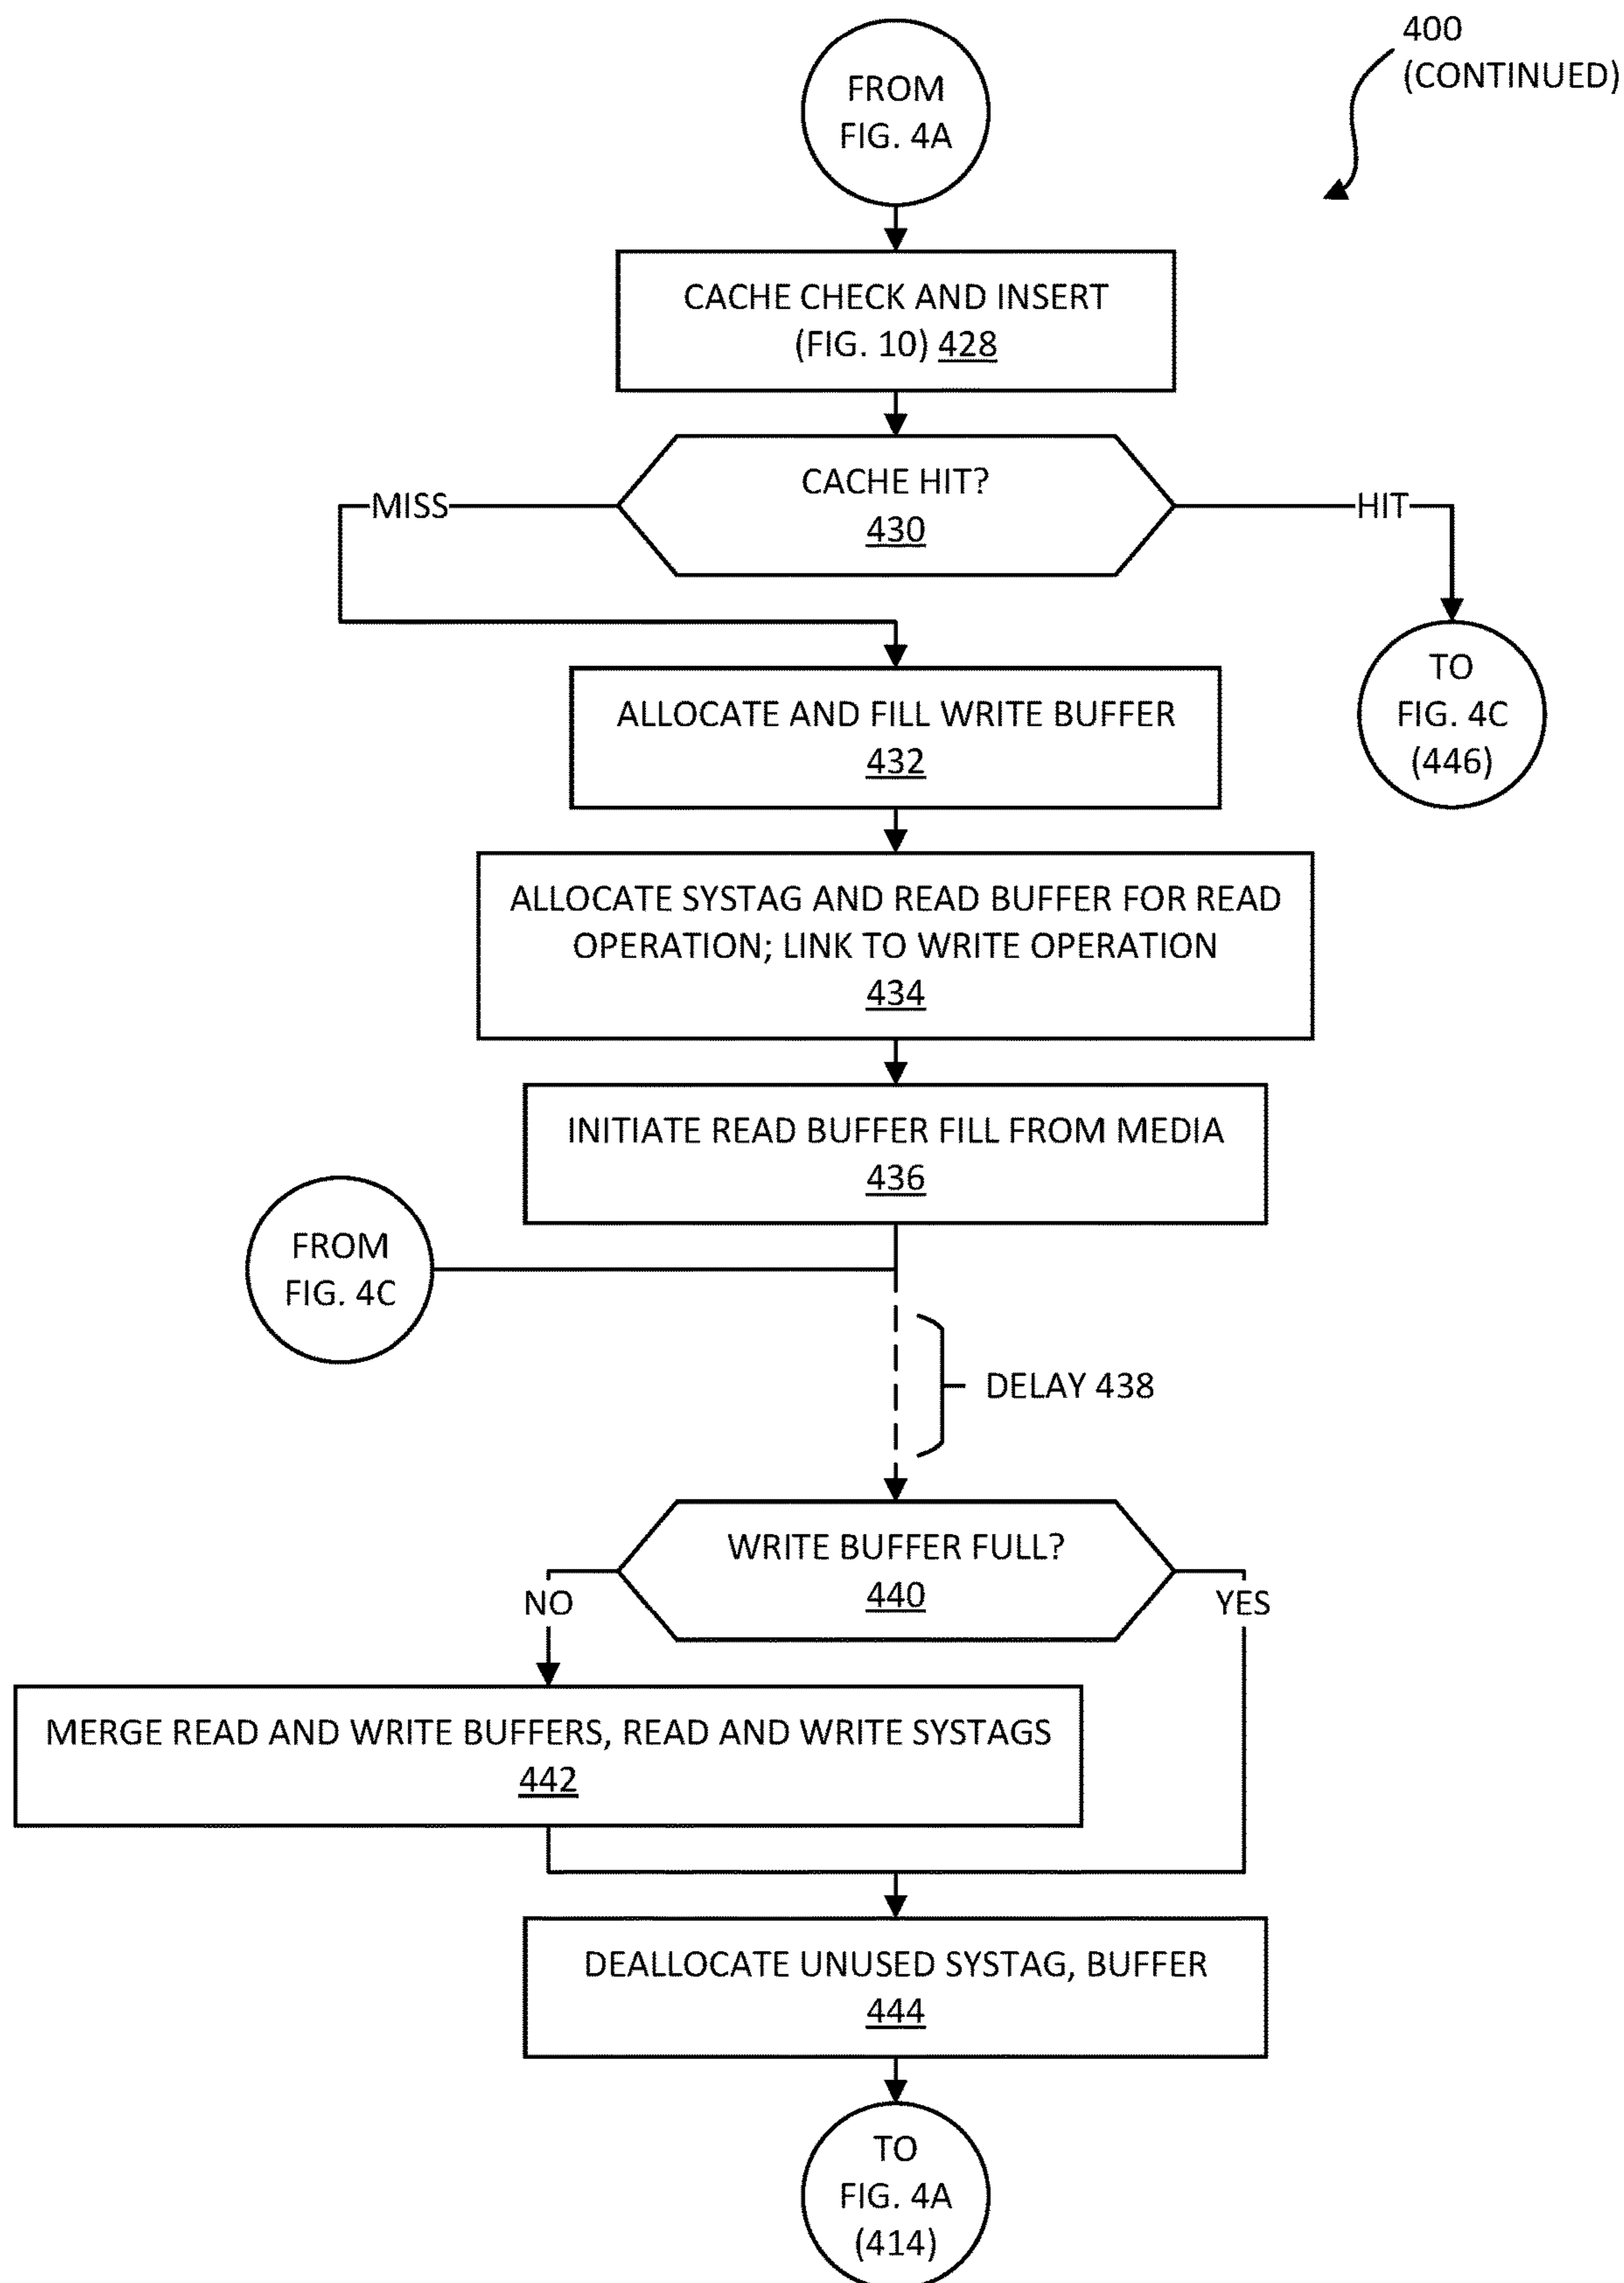 400
(CONTINUED)
FROM
FIG. 4A
CACHE CHECK AND INSERT
(FIG. 10) 428
CACHE HIT?
430
MISS
HIT
TO
FIG. 4C
(446)
ALLOCATE AND FILL WRITE BUFFER
432
ALLOCATE SYSTAG AND READ BUFFER FOR READ
OPERATION; LINK TO WRITE OPERATION
434
INITIATE READ BUFFER FILL FROM MEDIA
436
FROM
FIG. 4C
DELAY 438
WRITE BUFFER FULL?
440
NO
YES
MERGE READ AND WRITE BUFFERS, READ AND WRITE SYSTAGS
442
DEALLOCATE UNUSED SYSTAG, BUFFER
444
TO
FIG. 4A
(414)